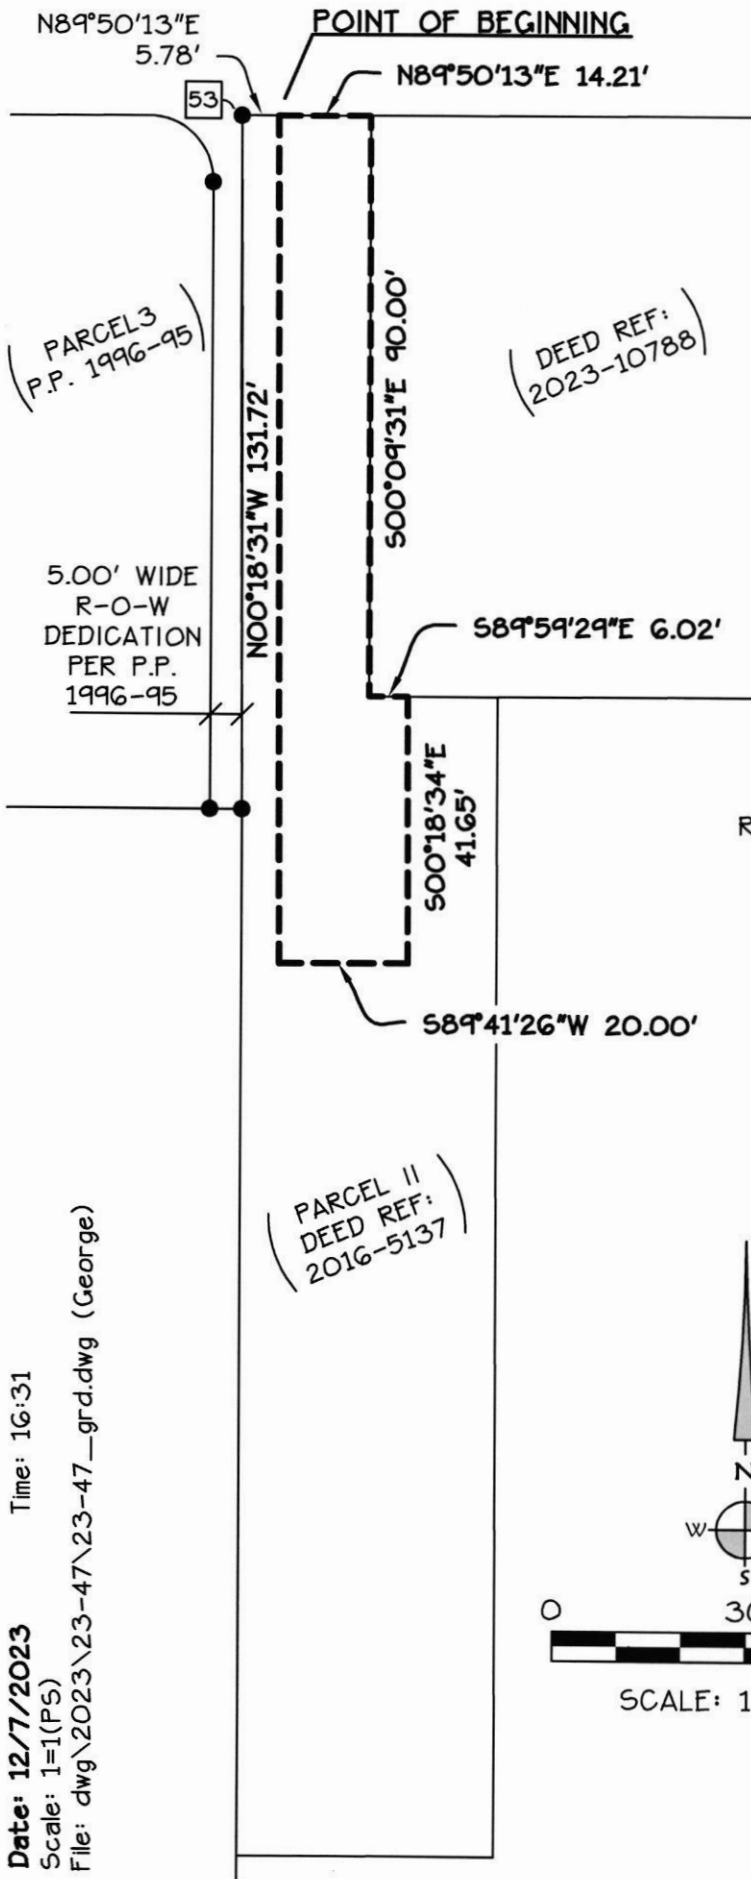 N89°50'13"E
5.78'
POINT OF BEGINNING
N89°50'13"E 14.21'
53
PARCEL3
P.P. 1996-95
DEED REF:
2023-10788
N00°18'31"W 131.72'
S00°09'31"E 90.00'
5.00' WIDE
R-O-W
DEDICATION
PER P.P.
1996-95
S89°59'29"E 6.02'
S00°18'34"E
41.65'
R
S89°41'26"W 20.00'
PARCEL II
DEED REF:
2016-5137
N
W
S
0 30
SCALE: 1
Date: 12/7/2023 Time: 16:31
Scale: 1=1(PS)
File: dwg\2023\23-47\23-47_grd.dwg (George)